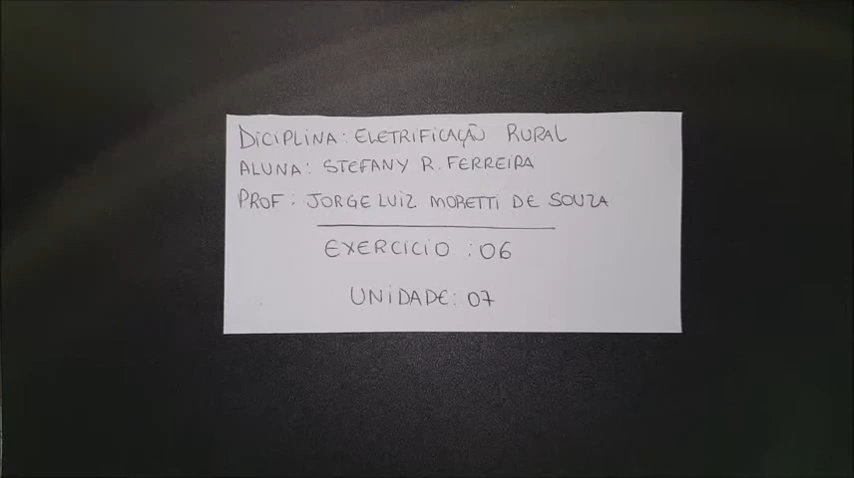 DICIPLINA: ELETRIFICAÇÃO RURAL
ALUNA: STEFANY R. FERREIRA
PROF: JORGE LUIZ MORETTI DE SOUZA
EXERCICIO : 06
UNIDADE: 07